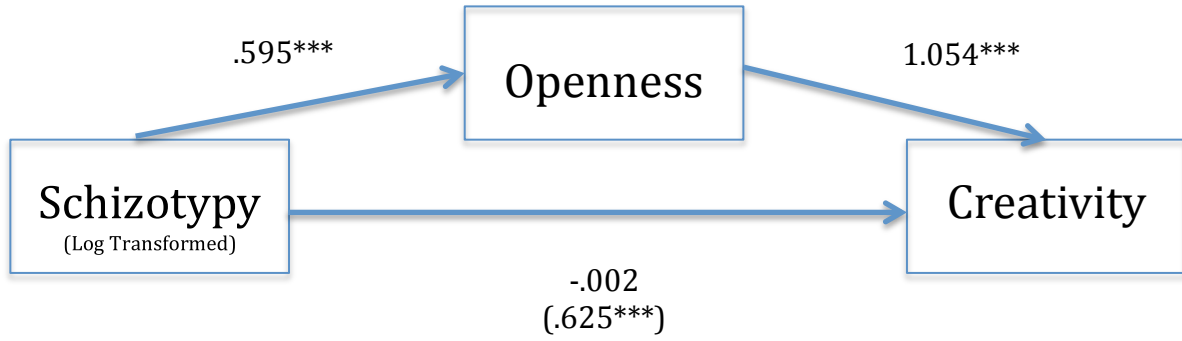 .595***
Openness
1.054***
Schizotypy
(Log Transformed)
Creativity
-.002
(.625***)